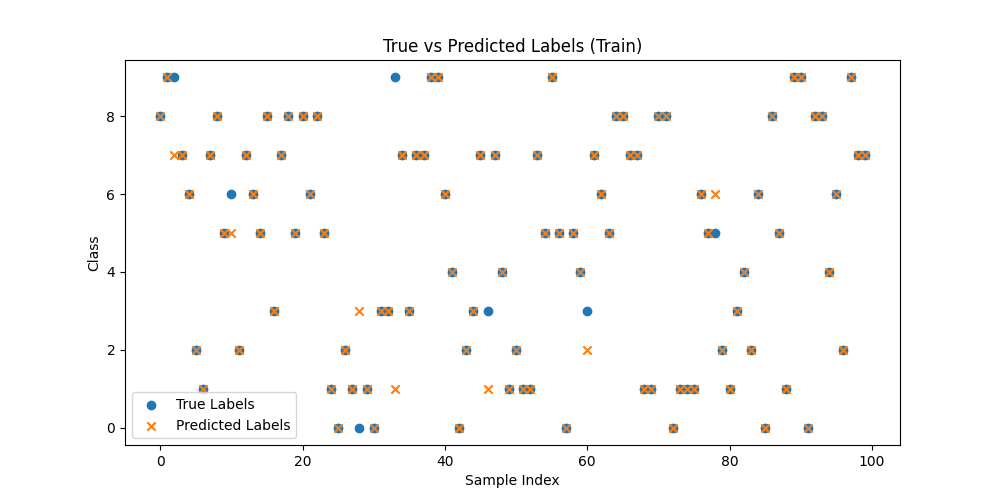 True vs Predicted Labels (Train)
Class
8
6
4
2
0
True Labels
Predicted Labels
0 20 40 60 80 100
Sample Index